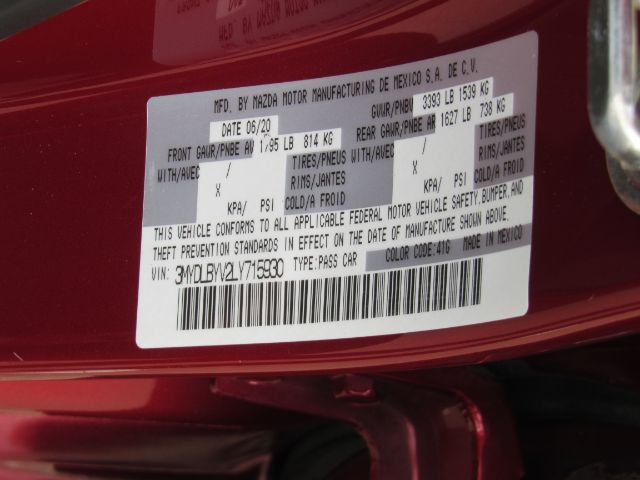 MFD. BY MAZDA MOTOR MANUFACTURING DE MEXICO S.A. DE C.V.
DATE 06/20 GVWR/PNBV 3393 LB 1539 KG
FRONT GAWR/PNBE AV 1795 LB 814 KG REAR GAWR/PNBE AR 1627 LB 738 KG
WITH/AVEC / TIRES/PNEUS WITH/AVEC / TIRES/PNEUS
X RIMS/JANTES X RIMS/JANTES
KPA/ PSI COLD/A FROID KPA/ PSI COLD/A FROID
THIS VEHICLE CONFORMS TO ALL APPLICABLE FEDERAL MOTOR VEHICLE SAFETY, BUMPER, AND
THEFT PREVENTION STANDARDS IN EFFECT ON THE DATE OF MANUFACTURE SHOWN ABOVE.
VIN: 3MYDLBYV2LY715930 TYPE: PASS CAR COLOR CODE: 41G MADE IN MEXICO